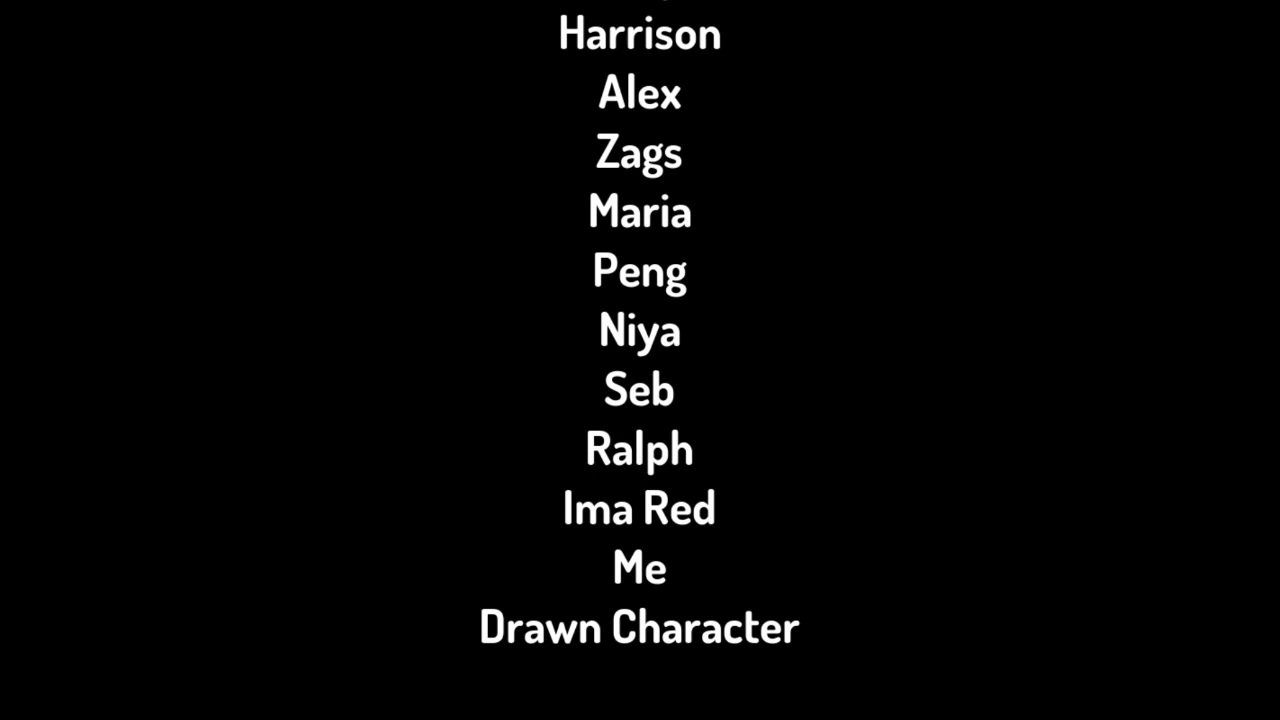 Harrison
Alex
Zags
Maria
Peng
Niya
Seb
Ralph
Ima Red
Me
Drawn Character